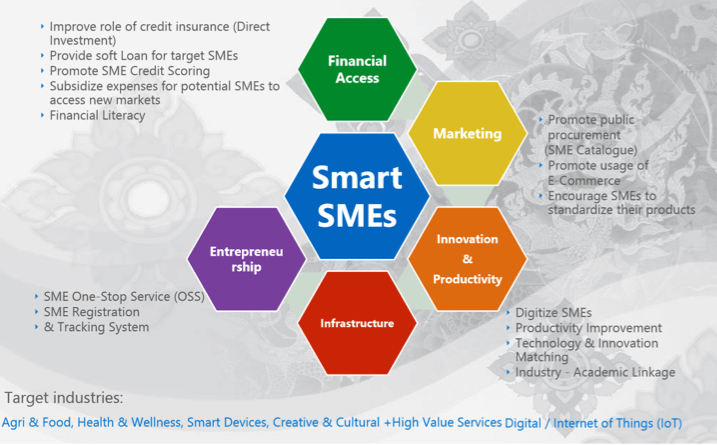 ‣ Improve role of credit insurance (Direct
Investment)
‣ Provide soft Loan for target SMEs
‣ Promote SME Credit Scoring
‣ Subsidize expenses for potential SMEs to
access new markets
‣ Financial Literacy
Financial
Access
Marketing
‣ Promote public
procurement
(SME Catalogue)
‣ Promote usage of
E-Commerce
‣ Encourage SMEs to
standardize their products
Smart
SMEs
Entrepreneu
rship
Innovation
&
Productivity
‣ SME One-Stop Service (OSS)
‣ SME Registration
‣ & Tracking System
Infrastructure
‣ Digitize SMEs
‣ Productivity Improvement
‣ Technology & Innovation
Matching
‣ Industry - Academic Linkage
Target industries:
Agri & Food, Health & Wellness, Smart Devices, Creative & Cultural +High Value Services Digital / Internet of Things (IoT)